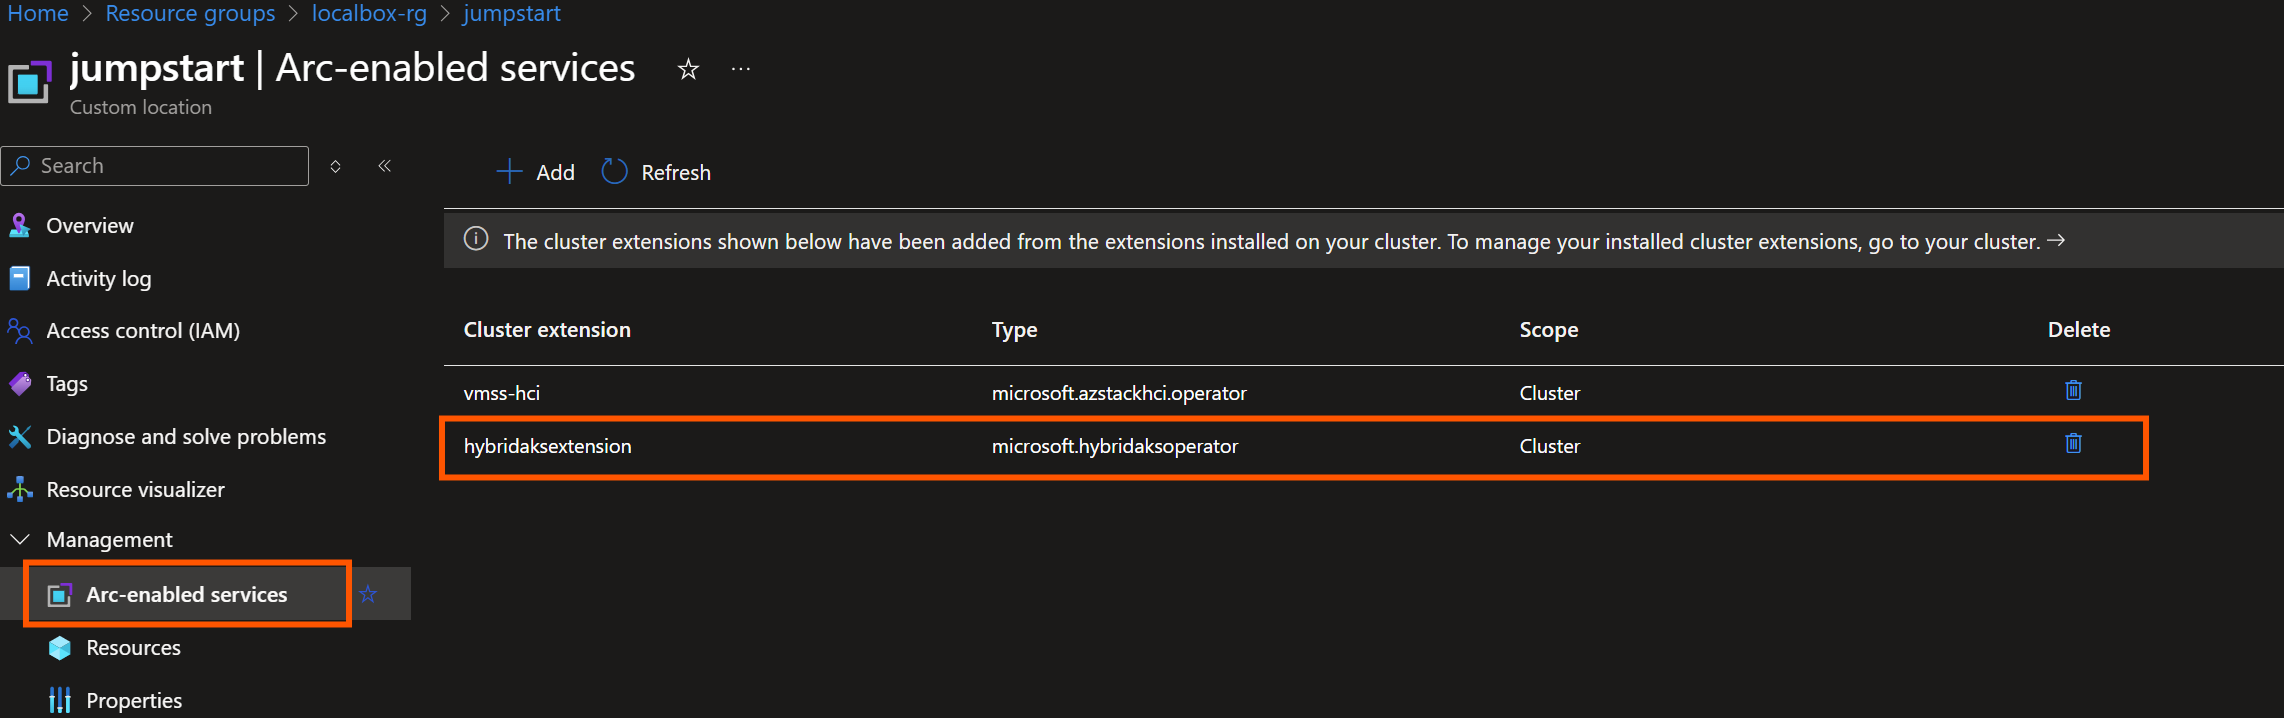 Home > Resource groups > localbox-rg > jumpstart
jumpstart | Arc-enabled services
Custom location
Search
Add Refresh
Overview
Activity log
Access control (IAM)
Tags
Diagnose and solve problems
Resource visualizer
Management
Arc-enabled services
Resources
Properties
The cluster extensions shown below have been added from the extensions installed on your cluster. To manage your installed cluster extensions, go to your cluster. →
Cluster extension Type Scope Delete
vmss-hci microsoft.azstackhci.operator Cluster
hybridaksextension microsoft.hybridaksoperator Cluster